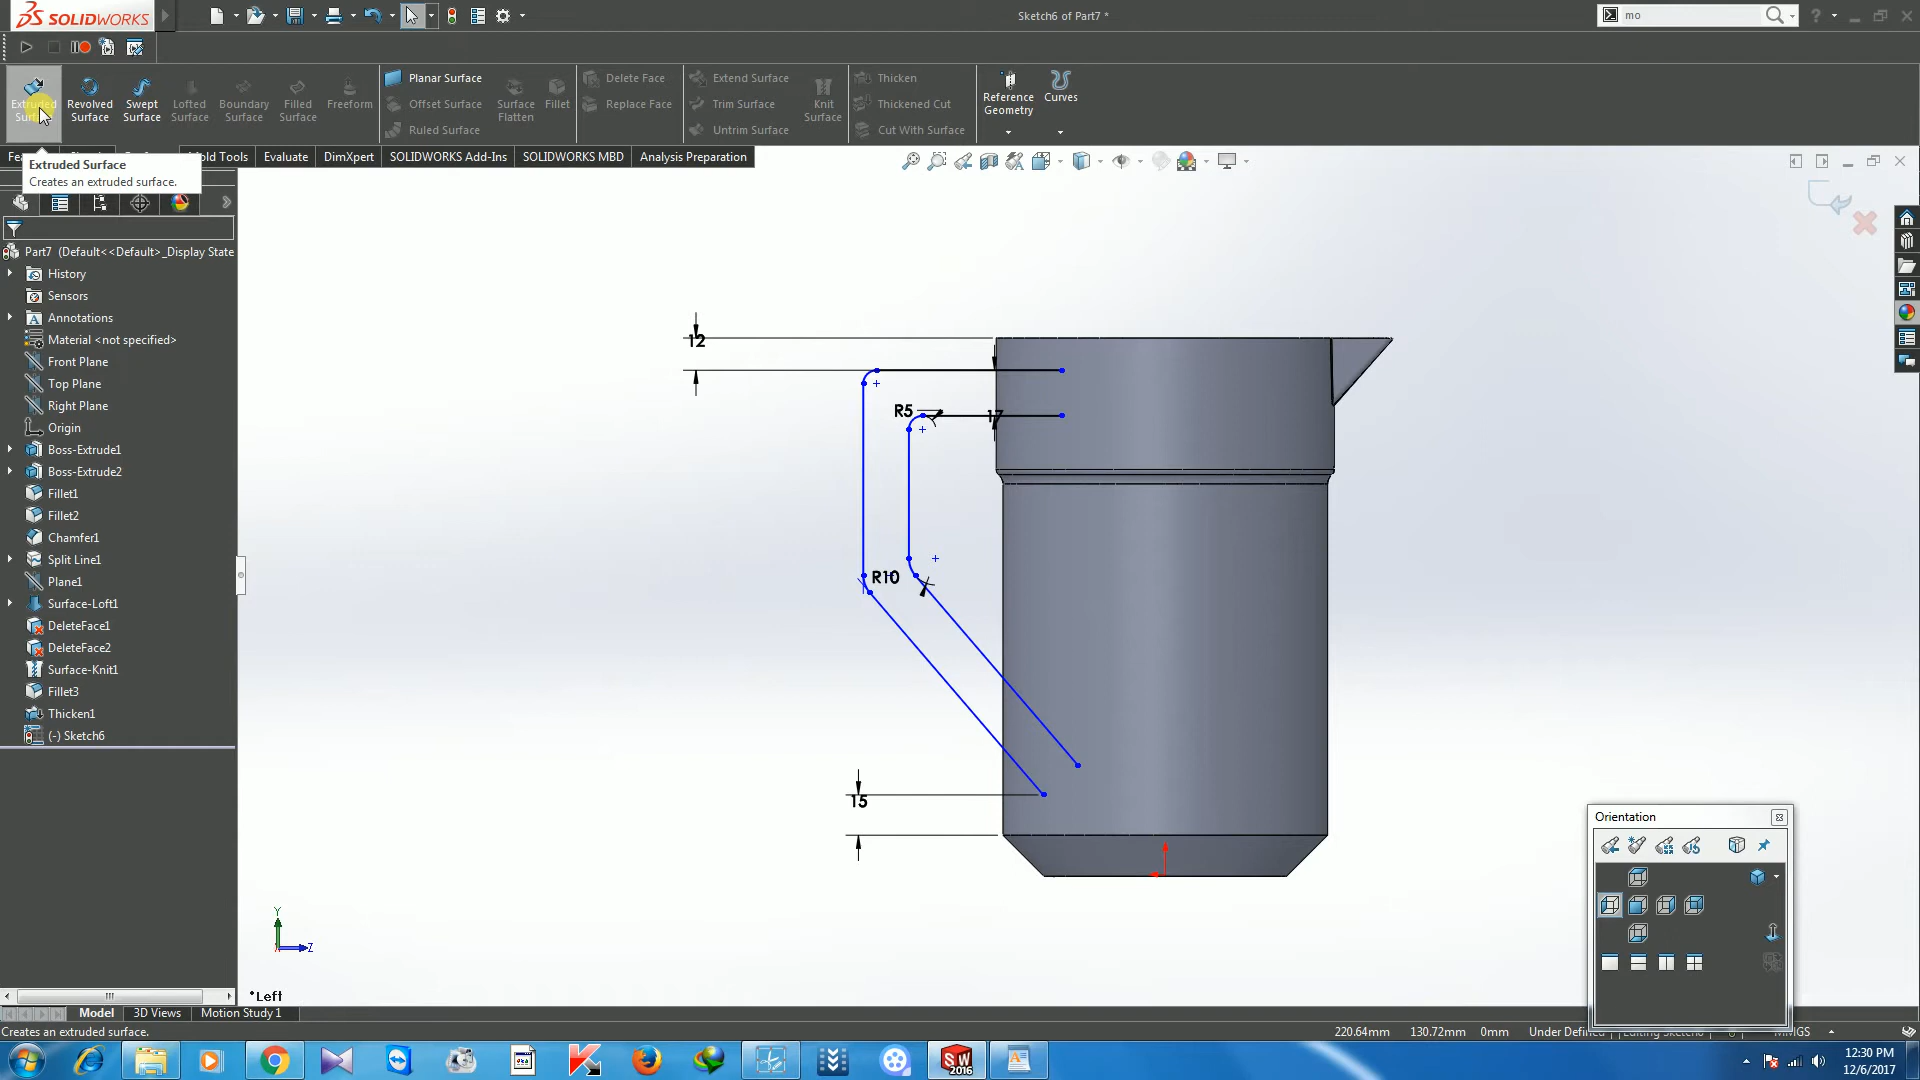 SOLIDWORKS
Sketch6 of Part7 *
mo
Extruded Surface
Revolved Surface
Swept Surface
Lofted Surface
Boundary Surface
Filled Surface
Freeform
Planar Surface
Offset Surface
Ruled Surface
Surface Flatten
Fillet
Delete Face
Replace Face
Extend Surface
Trim Surface
Untrim Surface
Knit Surface
Thicken
Thickened Cut
Cut With Surface
Reference Geometry
Curves
Mold Tools
Evaluate
DimXpert
SOLIDWORKS Add-Ins
SOLIDWORKS MBD
Analysis Preparation
Extruded Surface
Creates an extruded surface.
Part7 (Default<<Default>_Display State
History
Sensors
Annotations
Material <not specified>
Front Plane
Top Plane
Right Plane
Origin
Boss-Extrude1
Boss-Extrude2
Fillet1
Fillet2
Chamfer1
Split Line1
Plane1
Surface-Loft1
DeleteFace1
DeleteFace2
Surface-Knit1
Fillet3
Thicken1
(-) Sketch6
12
R5
17
R10
15
Y
Z
*Left
Orientation
Model
3D Views
Motion Study 1
Creates an extruded surface.
220.64mm
130.72mm
0mm
Under Defined
MMGS
SW
2016
12:30 PM
12/6/2017